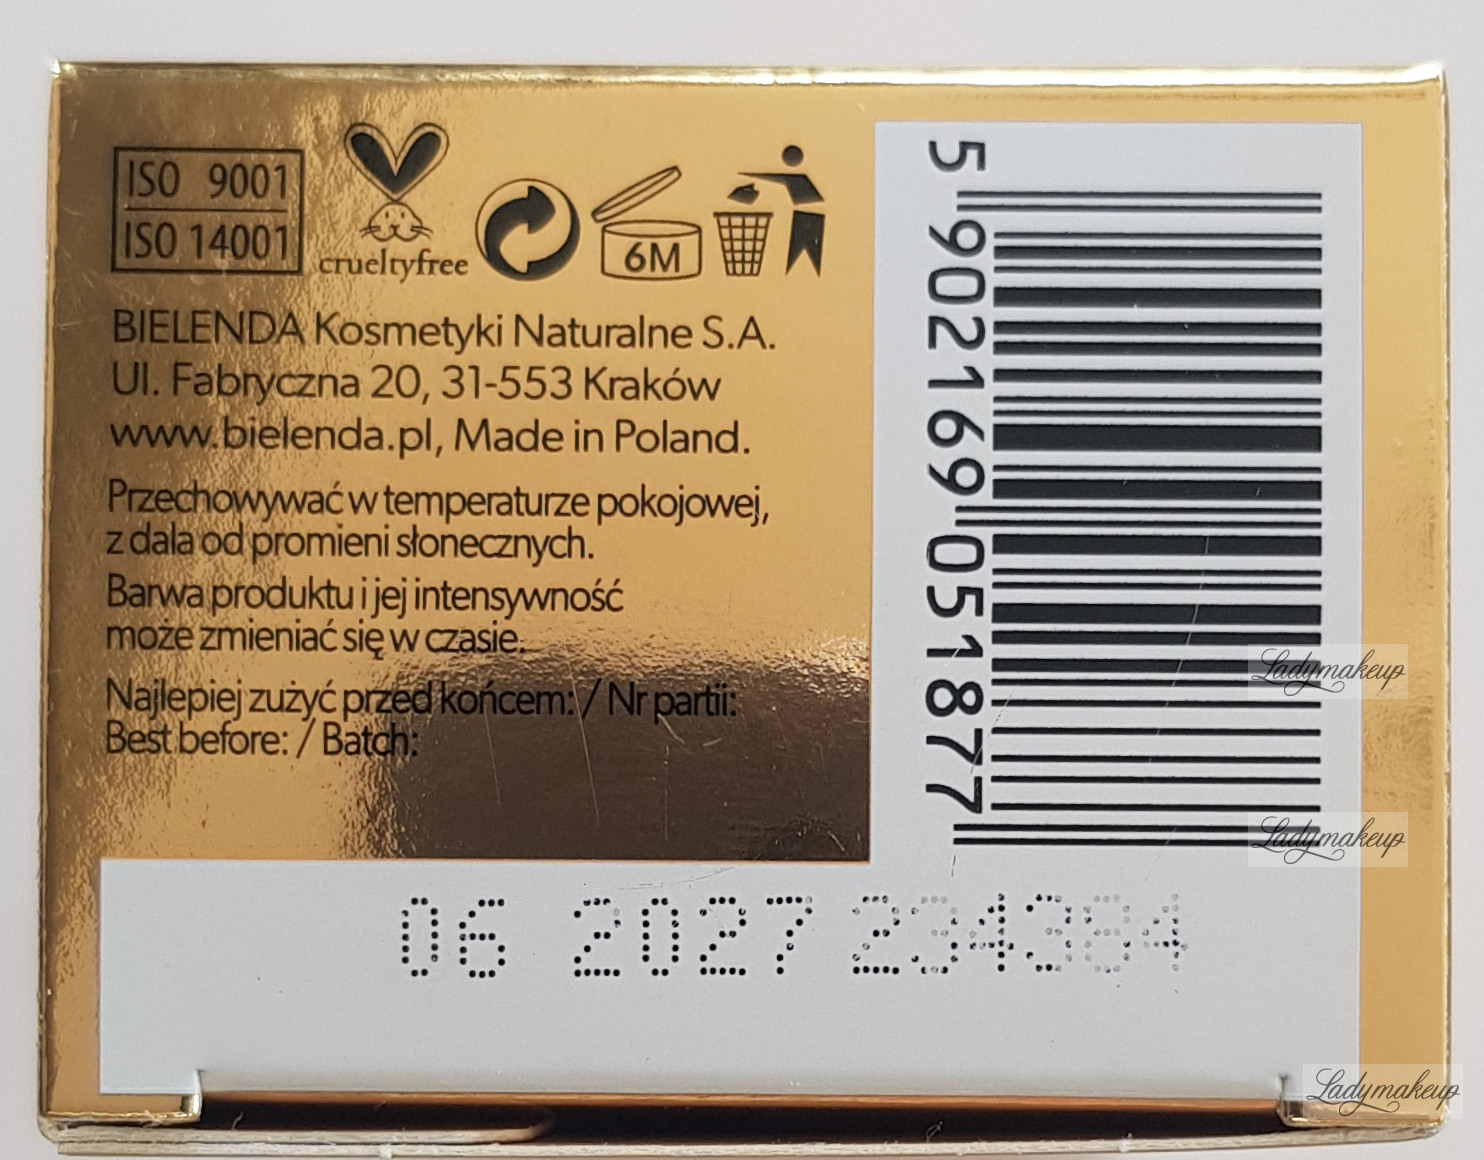 ISO 9001
ISO 14001
crueltyfree
6M
BIELENDA Kosmetyki Naturalne S.A.
Ul. Fabryczna 20, 31-553 Kraków
www.bielenda.pl, Made in Poland.
Przechowywać w temperaturze pokojowej,
z dala od promieni słonecznych.
Barwa produktu i jej intensywność
może zmieniać się w czasie.
Najlepiej zużyć przed końcem: / Nr partii:
Best before: / Batch:
5 902169 051877
06 2027 234384
Ladymakeup
Ladymakeup
Ladymakeup